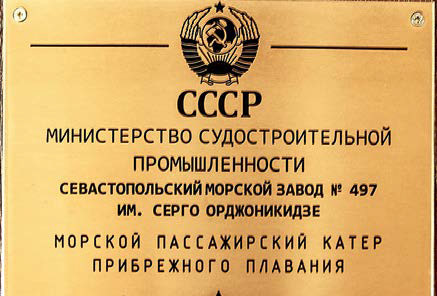 СССР
МИНИСТЕРСТВО СУДОСТРОИТЕЛЬНОЙ
ПРОМЫШЛЕННОСТИ
СЕВАСТОПОЛЬСКИЙ МОРСКОЙ ЗАВОД № 497
ИМ. СЕРГО ОРДЖОНИКИДЗЕ
МОРСКОЙ ПАССАЖИРСКИЙ КАТЕР
ПРИБРЕЖНОГО ПЛАВАНИЯ